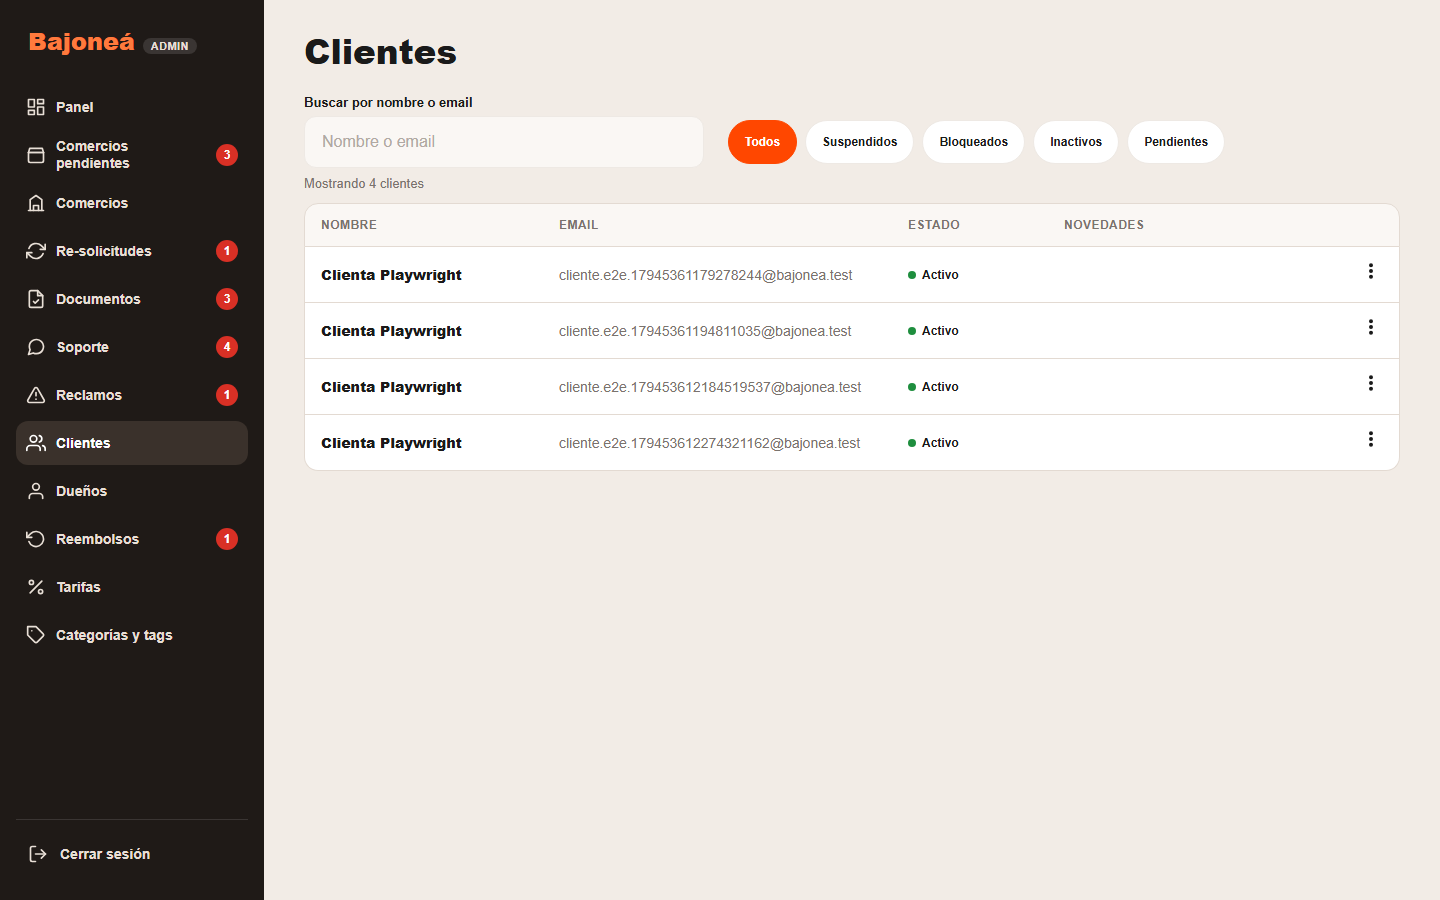 Bajoneá ADMIN
Panel
Comercios
pendientes 3
Comercios
Re-solicitudes 1
Documentos 3
Soporte 4
Reclamos 1
Clientes
Dueños
Reembolsos 1
Tarifas
Categorías y tags
Cerrar sesión
Clientes
Buscar por nombre o email
Nombre o email
Todos Suspendidos Bloqueados Inactivos Pendientes
Mostrando 4 clientes
NOMBRE EMAIL ESTADO NOVEDADES
Clienta Playwright cliente.e2e.17945361179278244@bajonea.test Activo
Clienta Playwright cliente.e2e.17945361194811035@bajonea.test Activo
Clienta Playwright cliente.e2e.179453612184519537@bajonea.test Activo
Clienta Playwright cliente.e2e.179453612274321162@bajonea.test Activo